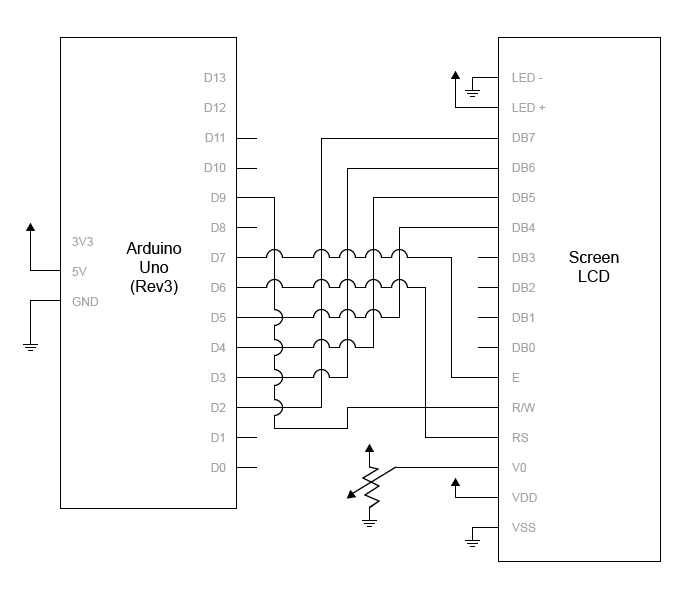 D13
D12
D11
D10
D9
D8
D7
D6
D5
D4
D3
D2
D1
D0
3V3
5V
GND
Arduino
Uno
(Rev3)
LED -
LED +
DB7
DB6
DB5
DB4
DB3
DB2
DB1
DB0
E
R/W
RS
V0
VDD
VSS
Screen
LCD